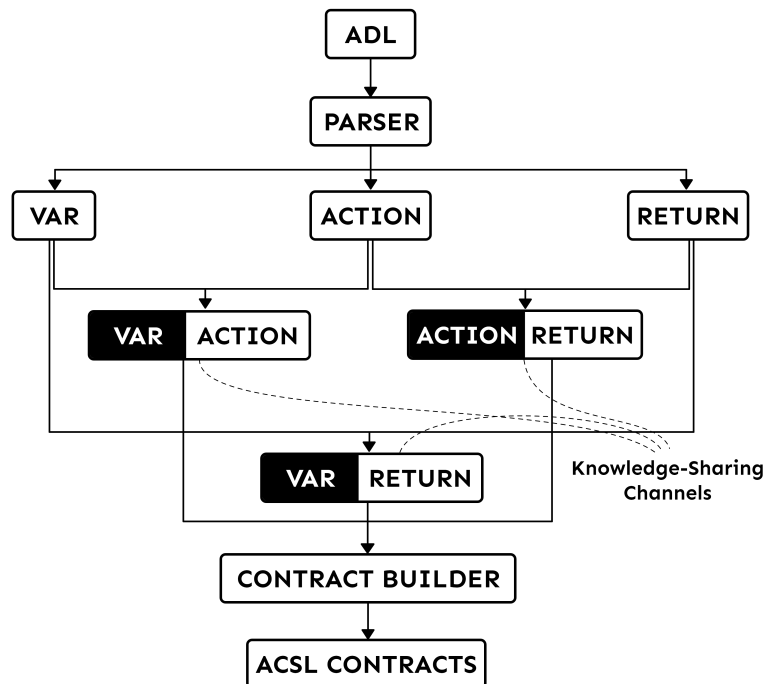 ADL
PARSER
VAR
ACTION
RETURN
VAR ACTION
ACTION RETURN
VAR RETURN
Knowledge-Sharing
Channels
CONTRACT BUILDER
ACSL CONTRACTS